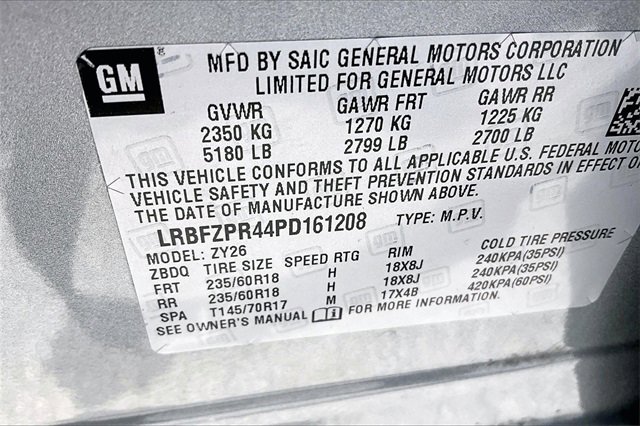 GM
MFD BY SAIC GENERAL MOTORS CORPORATION
LIMITED FOR GENERAL MOTORS LLC
GVWR GAWR FRT GAWR RR
2350 KG 1270 KG 1225 KG
5180 LB 2799 LB 2700 LB
THIS VEHICLE CONFORMS TO ALL APPLICABLE U.S. FEDERAL
VEHICLE SAFETY AND THEFT PREVENTION STANDARDS IN EFFECT
THE DATE OF MANUFACTURE SHOWN ABOVE.
LRBFZPR44PD161208 TYPE: M.P.V.
MODEL: ZY26
ZBDQ TIRE SIZE SPEED RTG RIM COLD TIRE PRESSURE
FRT 235/60R18 H 18X8J 240KPA(35PSI)
RR 235/60R18 H 18X8J 240KPA(35PSI)
SPA T145/70R17 M 17X4B 420KPA(60PSI)
SEE OWNER'S MANUAL i FOR MORE INFORMATION.